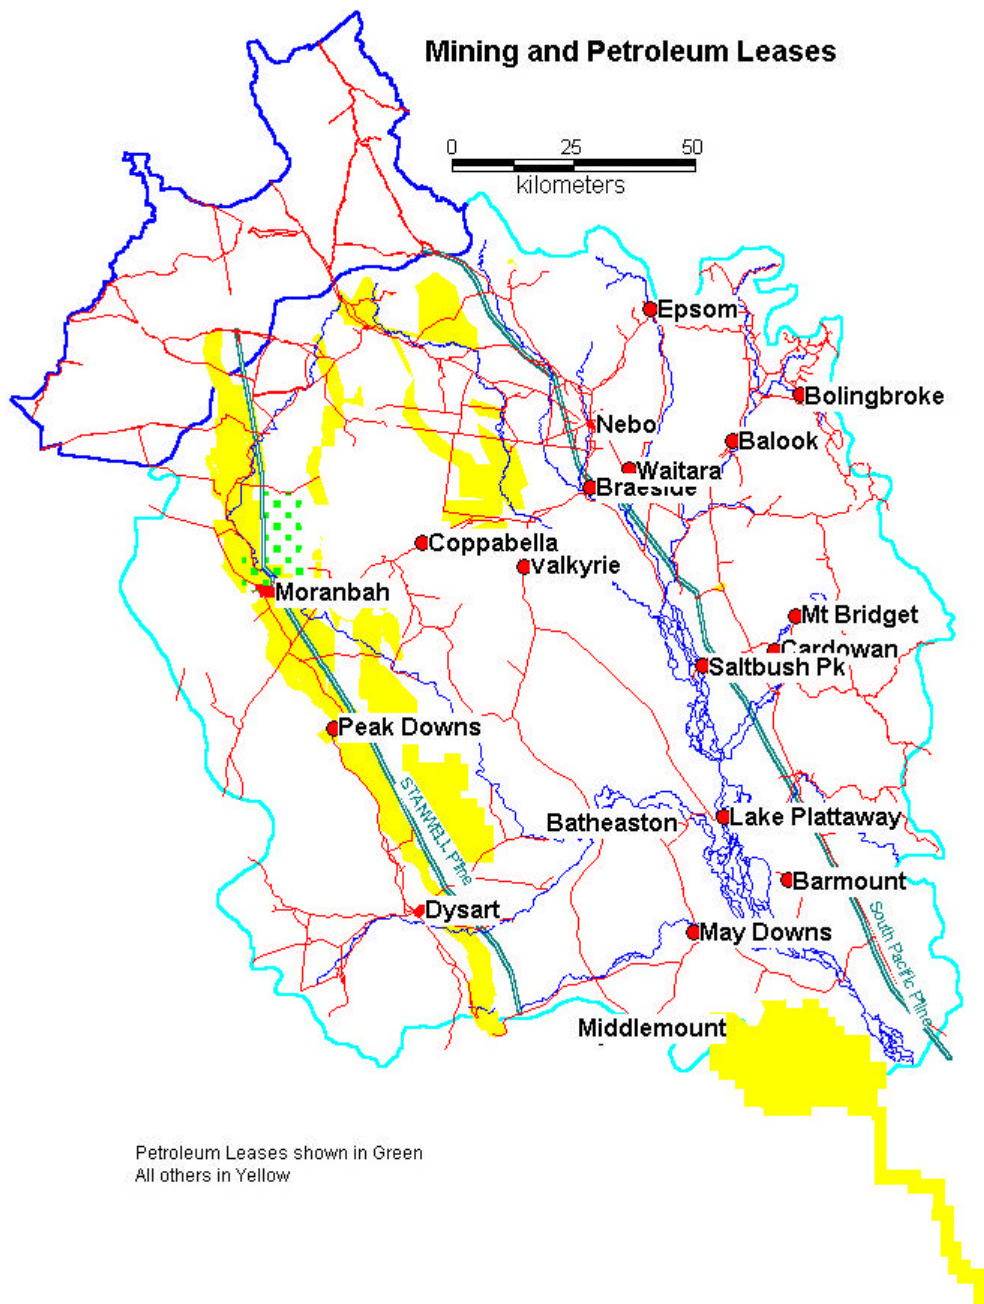 Mining and Petroleum Leases
0 25 50
kilometers
Epsom
Bolingbroke
Nebo
Balook
Waitara
Braeside
Coppabella
Valkyrie
Moranbah
Mt Bridget
Cardowan
Saltbush Pk
Peak Downs
STANWELL P'line
Batheaston
Lake Plattaway
Barmount
Dysart
South Pacific P'line
May Downs
Middlemount
Petroleum Leases shown in Green
All others in Yellow